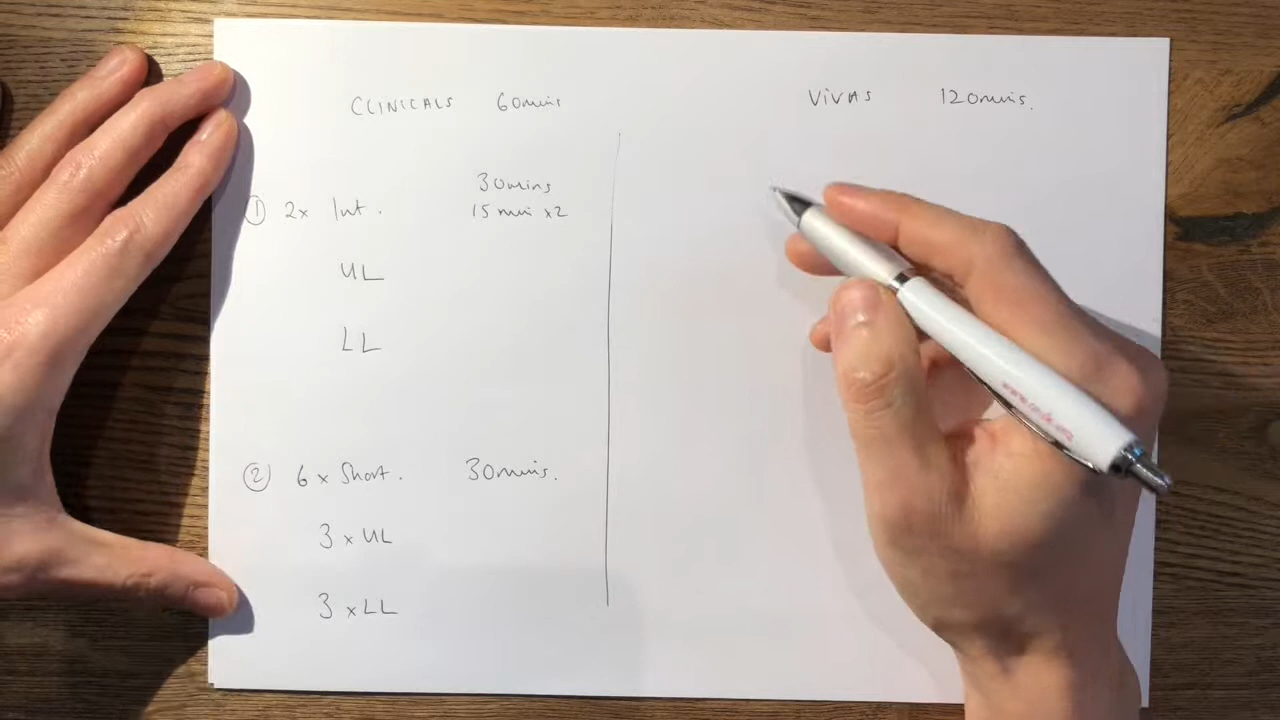 CLINICALS 60mins
① 2x Int. 30mins
15 min x2
UL
LL
② 6 x Short. 30mins.
3 x UL
3 x LL
VIVAS 120mins.